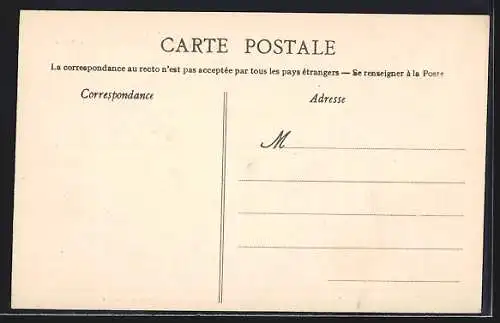 CARTE POSTALE
La correspondance au recto n'est pas acceptée par tous les pays étrangers — Se renseigner à la Poste
Correspondance
Adresse
M